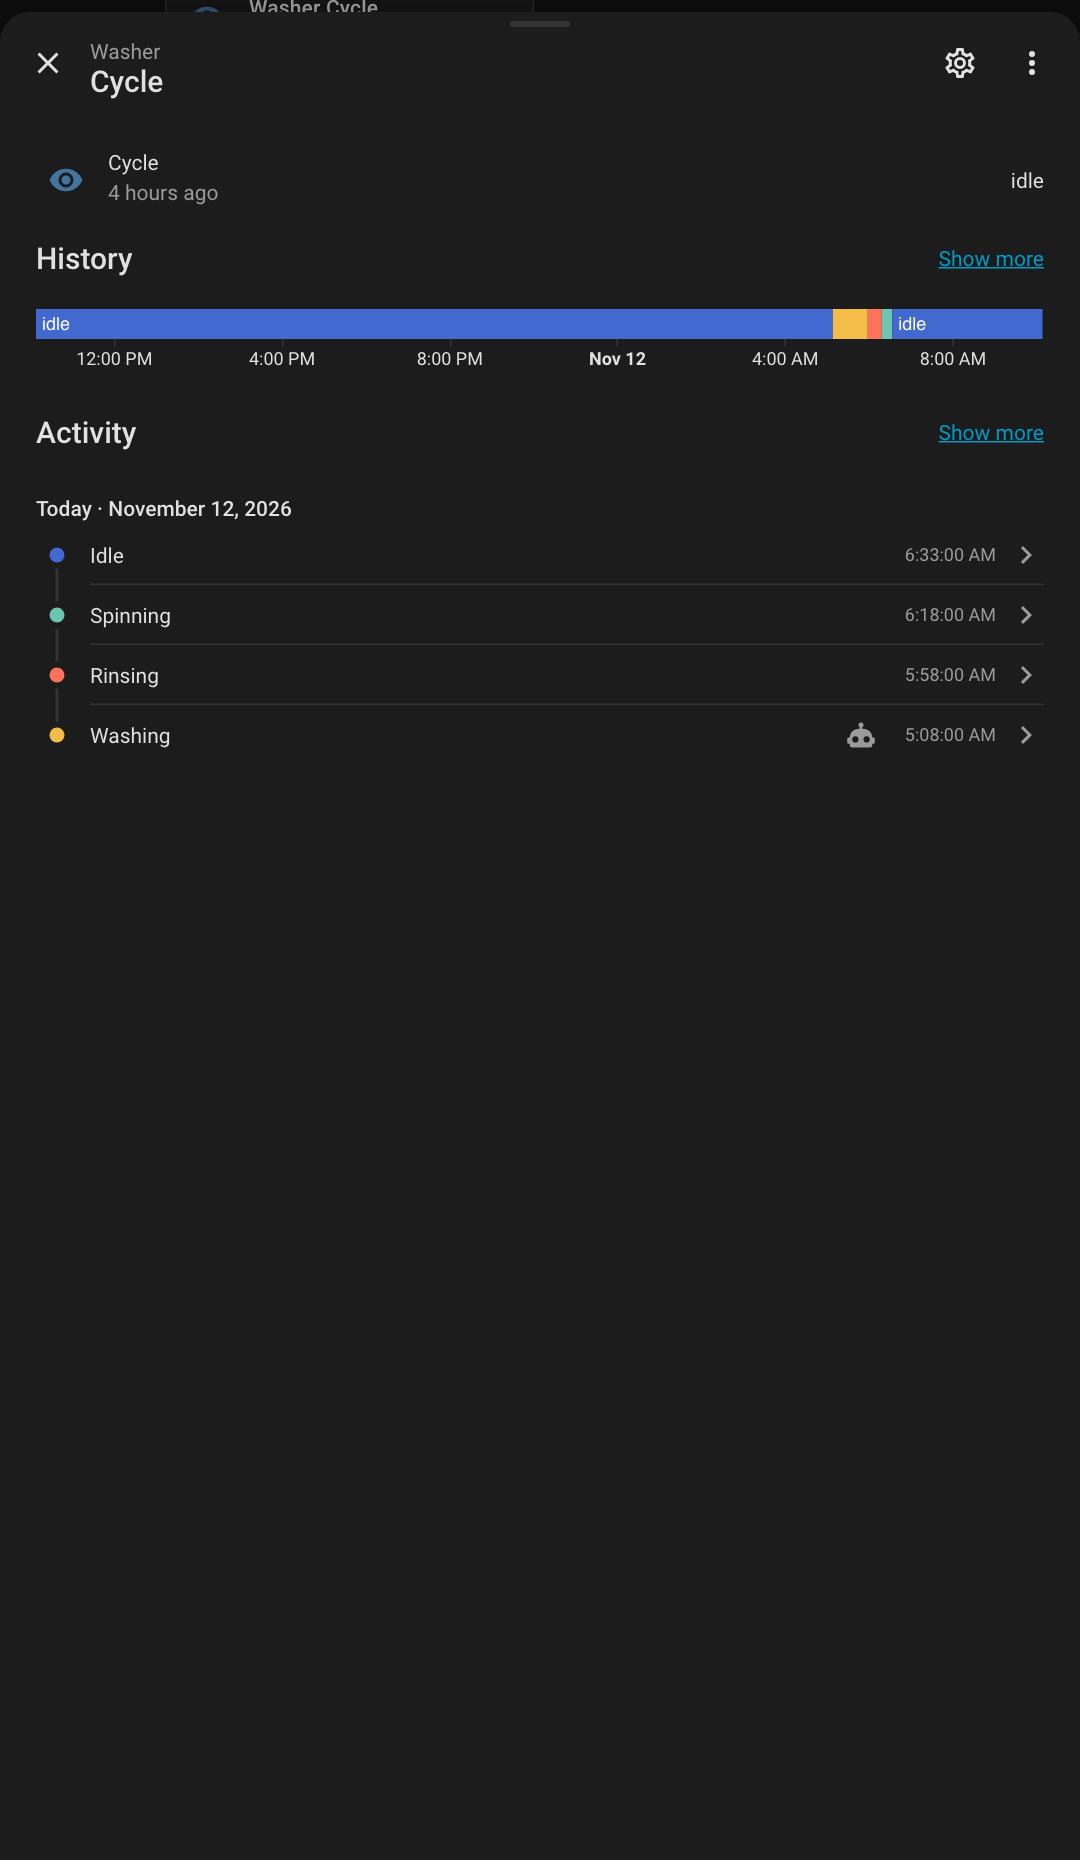 Washer Cycle
Washer
Cycle
Cycle
4 hours ago
idle
History
Show more
idle
idle
12:00 PM
4:00 PM
8:00 PM
Nov 12
4:00 AM
8:00 AM
Activity
Show more
Today · November 12, 2026
Idle
6:33:00 AM
Spinning
6:18:00 AM
Rinsing
5:58:00 AM
Washing
5:08:00 AM